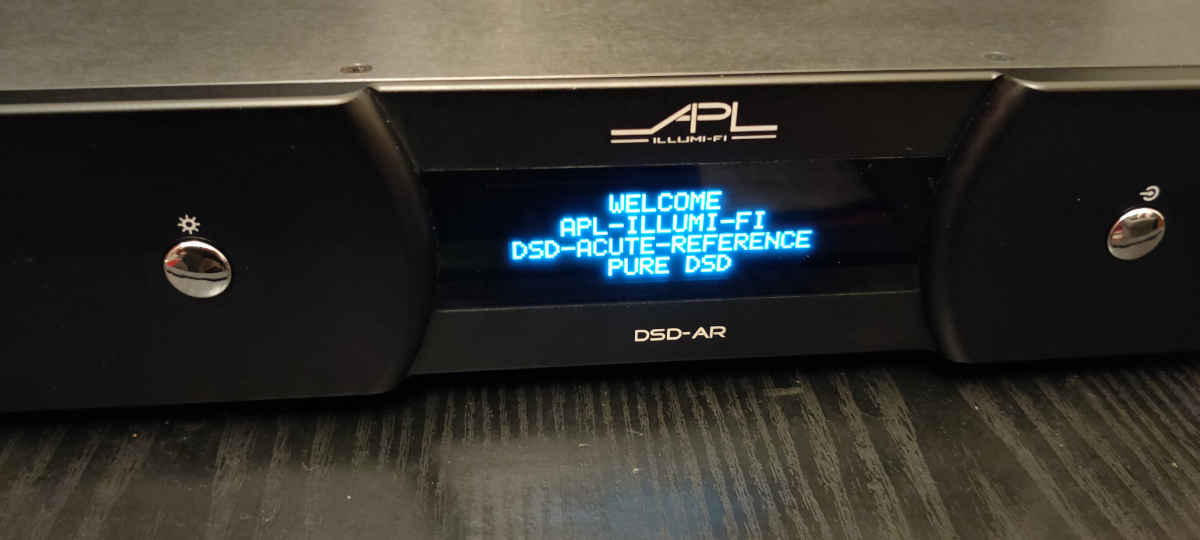 APL
ILLUMI-FI
WELCOME
APL-ILLUMI-FI
DSD-ACUTE-REFERENCE
PURE DSD
DSD-AR